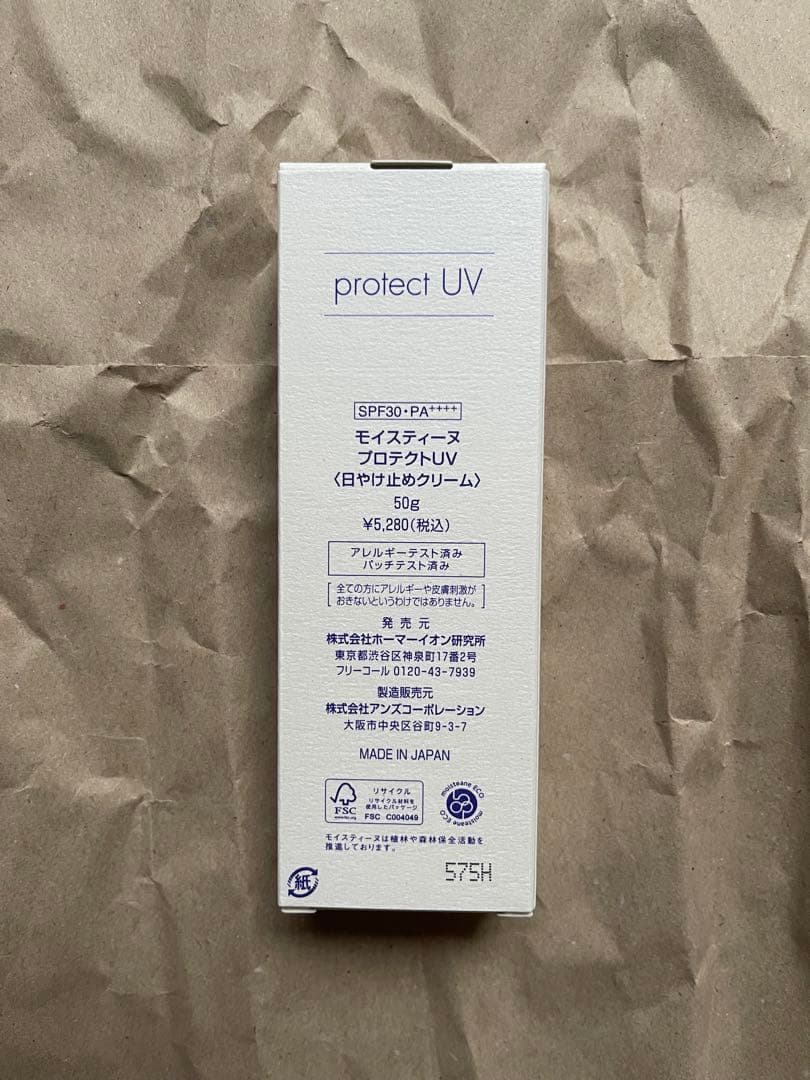 protect UV
SPF30・PA++++
モイスティーヌ
プロテクトUV
〈日やけ止めクリーム〉
50g
¥5,280(税込)
アレルギーテスト済み
パッチテスト済み
[全ての方にアレルギーや皮膚刺激が
おきないというわけではありません。]
発売元
株式会社ホーマーイオン研究所
東京都渋谷区神泉町17番2号
フリーコール 0120-43-7939
製造販売元
株式会社アンズコーポレーション
大阪市中央区谷町9-3-7
MADE IN JAPAN
FSC
www.fsc.org
リサイクル
リサイクル材料を
使用したパッケージ
FSC C004049
moisteane ECO
moisteane ECO
モイスティーヌは植林や森林保全活動を
推進しております。
紙
575H